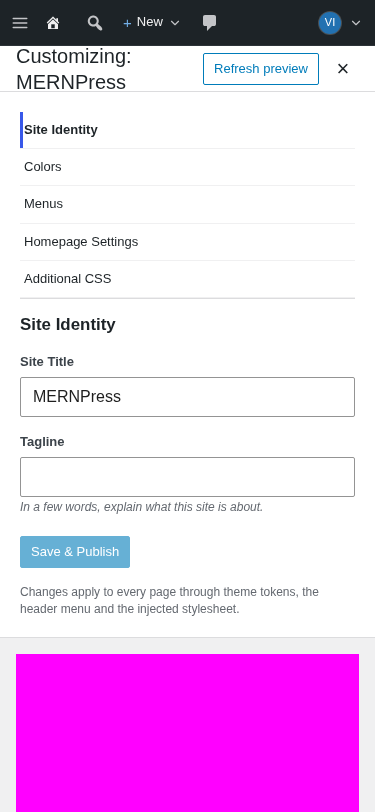 + New
VI
Customizing:
MERNPress
Refresh preview
Site Identity
Colors
Menus
Homepage Settings
Additional CSS
Site Identity
Site Title
MERNPress
Tagline
In a few words, explain what this site is about.
Save & Publish
Changes apply to every page through theme tokens, the
header menu and the injected stylesheet.